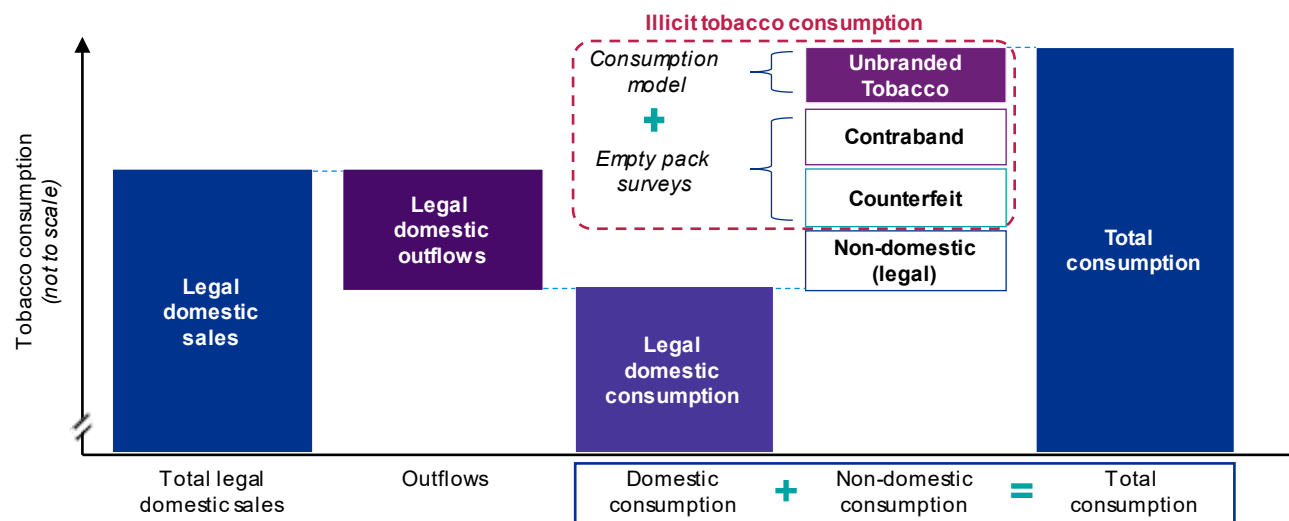 Illicit tobacco consumption
Tobacco consumption
(not to scale)
Consumption
model
+
Empty pack
surveys
Unbranded
Tobacco
Contraband
Counterfeit
Non-domestic
(legal)
Legal
domestic
sales
Legal
domestic
outflows
Legal
domestic
consumption
Total
consumption
Total legal
domestic sales
Outflows
Domestic
consumption
+
Non-domestic
consumption
=
Total
consumption